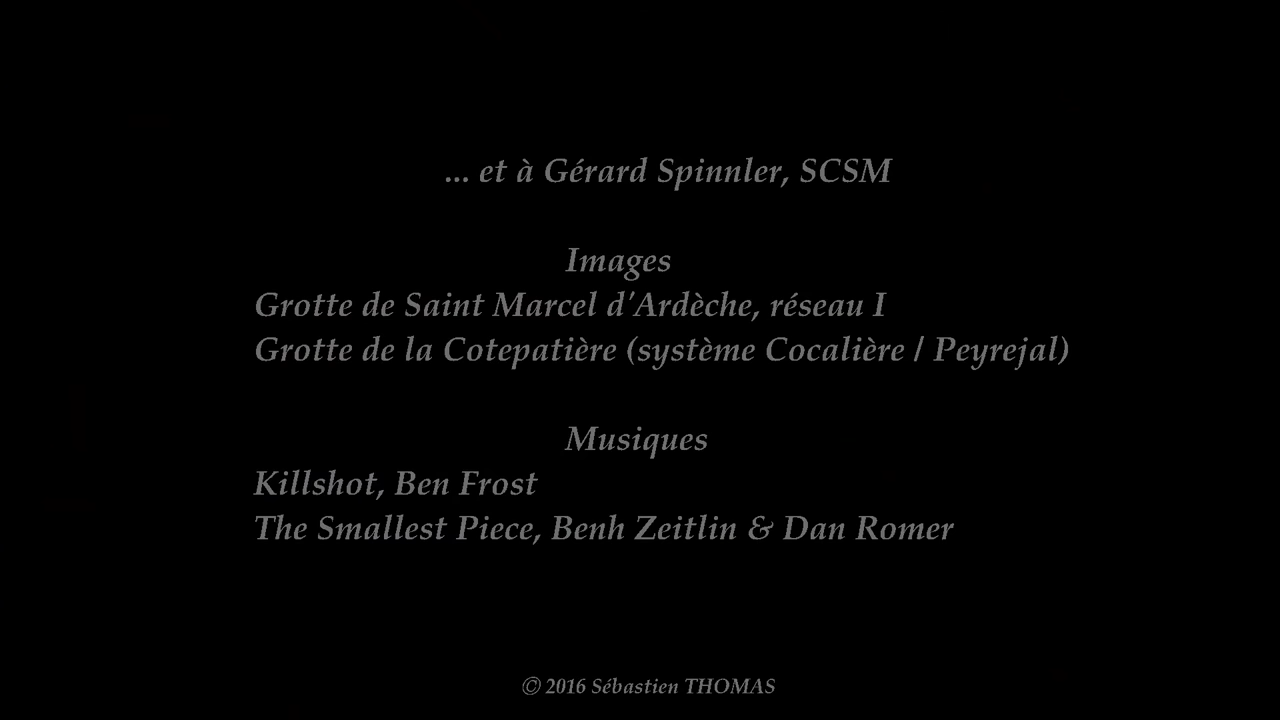 ... et à Gérard Spinnler, SCSM
Images
Grotte de Saint Marcel d'Ardèche, réseau I
Grotte de la Cotepatière (système Cocalière / Peyrejal)
Musiques
Killshot, Ben Frost
The Smallest Piece, Benh Zeitlin & Dan Romer
© 2016 Sébastien THOMAS